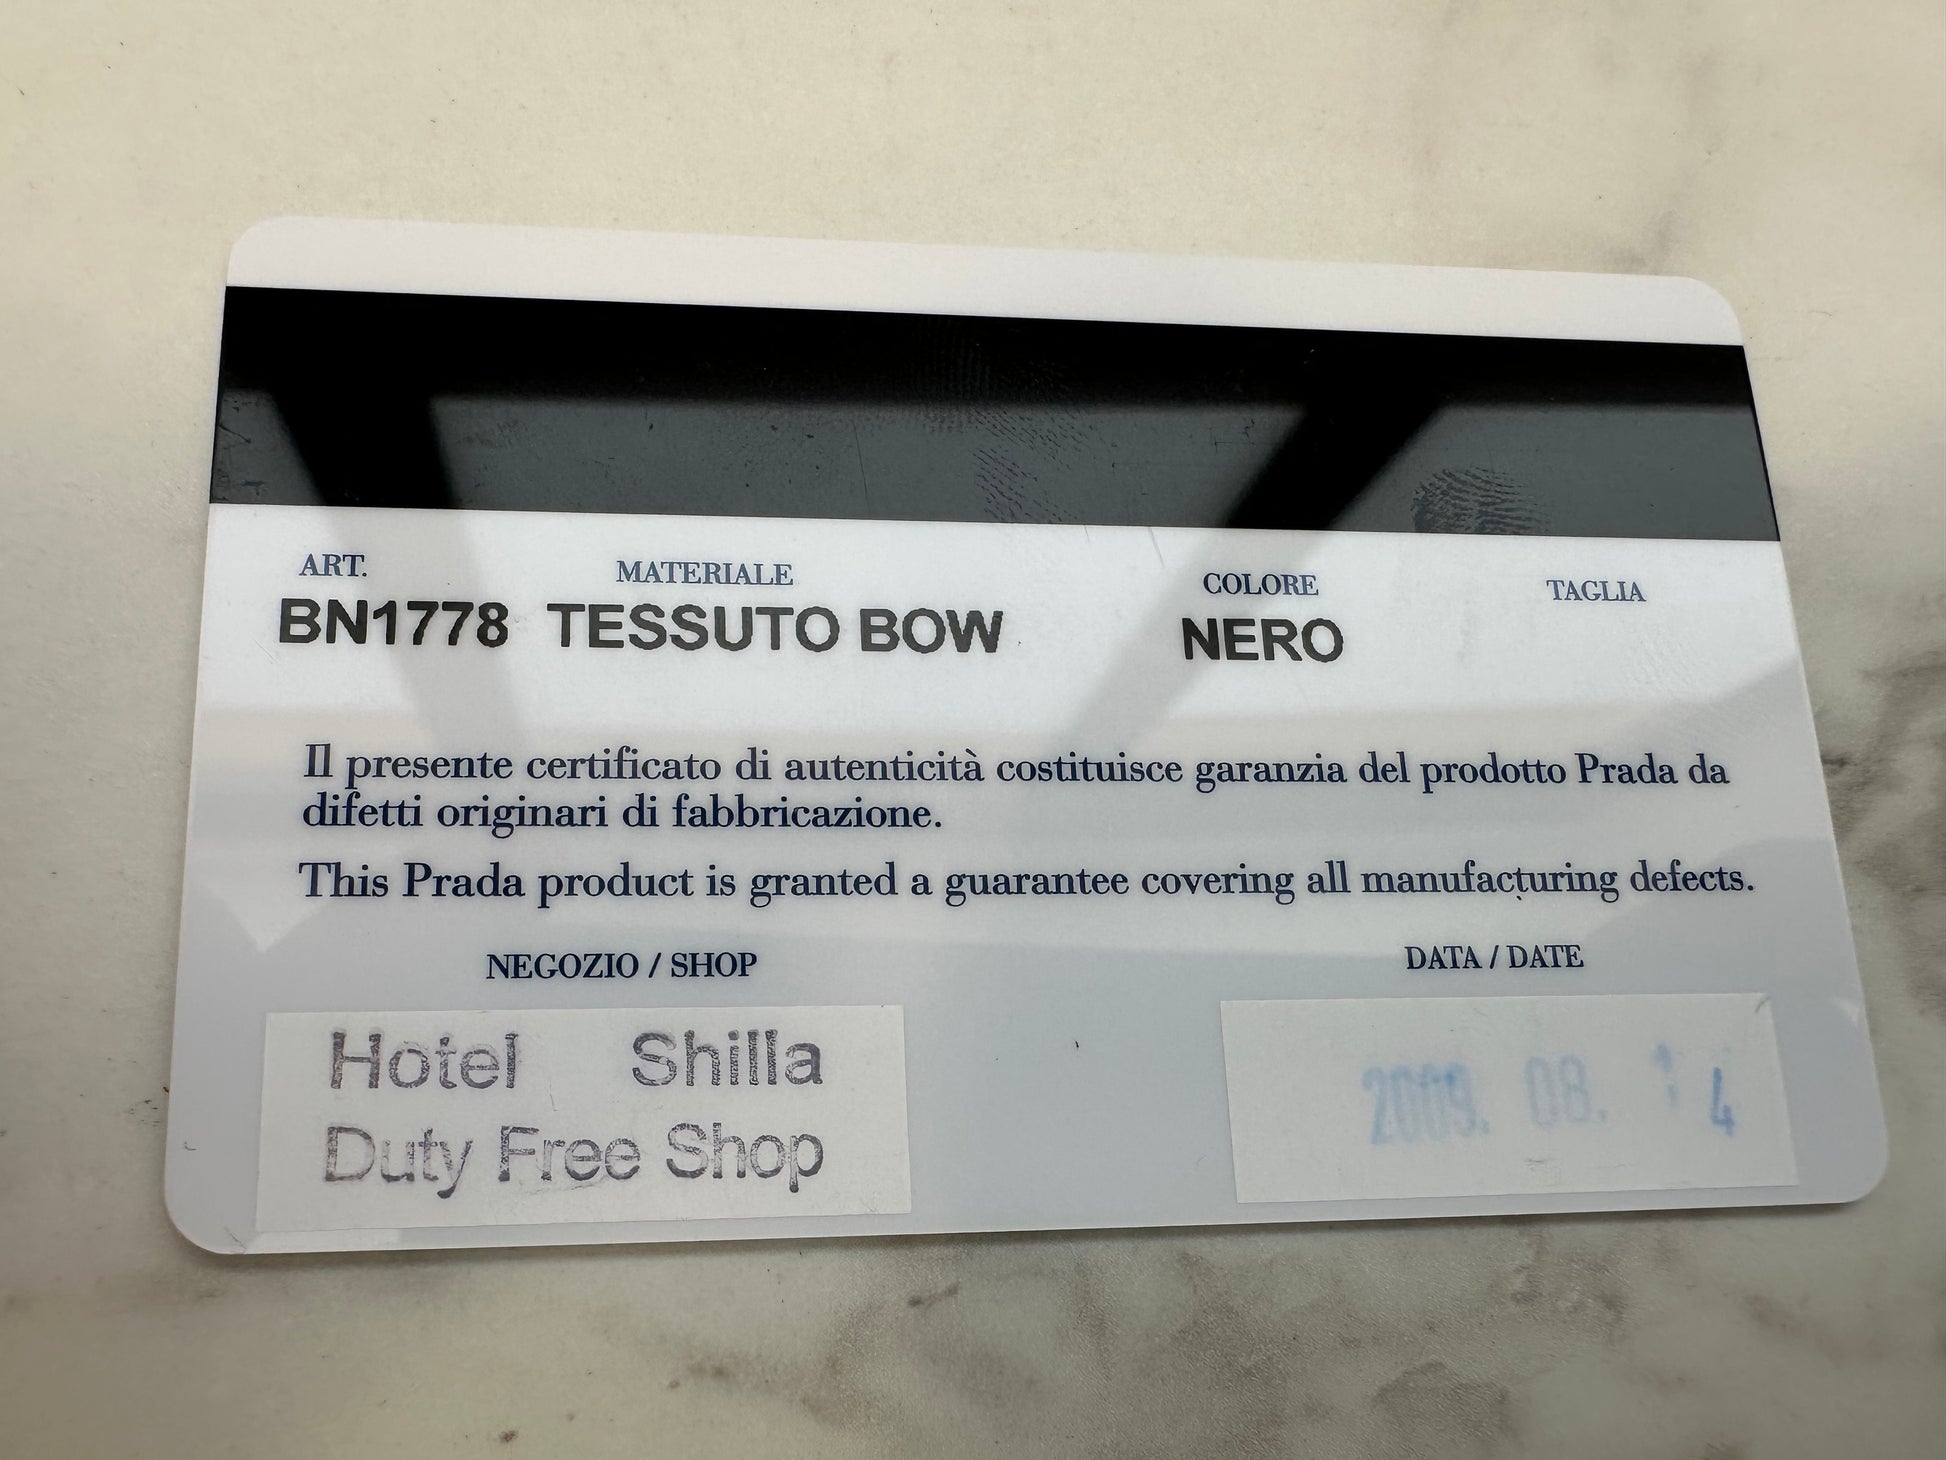 ART. MATERIALE COLORE TAGLIA
BN1778 TESSUTO BOW NERO
Il presente certificato di autenticità costituisce garanzia del prodotto Prada da
difetti originari di fabbricazione.
This Prada product is granted a guarantee covering all manufacturing defects.
NEGOZIO / SHOP DATA / DATE
Hotel Shilla
Duty Free Shop
2009. 08. 14